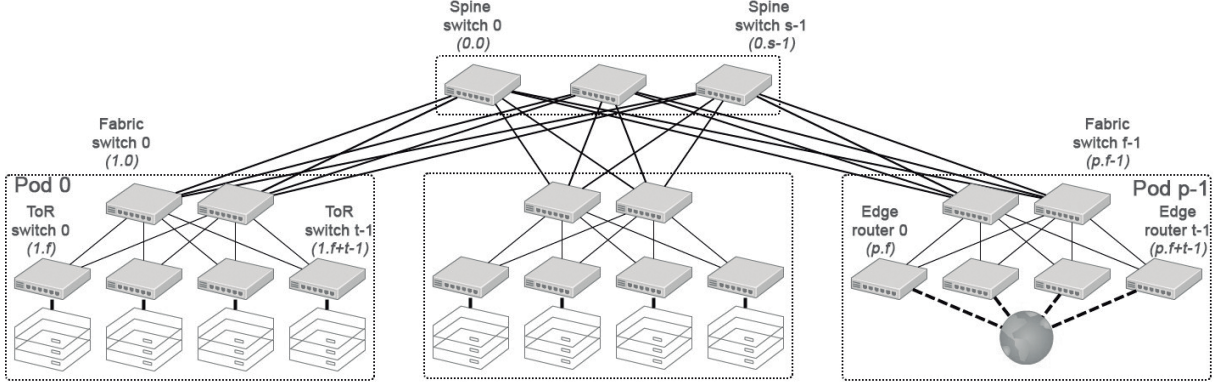 Spine
switch 0
(0.0)
Spine
switch s-1
(0.s-1)
Fabric
switch 0
(1.0)
Fabric
switch f-1
(p.f-1)
Pod 0
ToR
switch 0
(1.f)
ToR
switch t-1
(1.f+t-1)
Pod p-1
Edge
router 0
(p.f)
Edge
router t-1
(p.f+t-1)